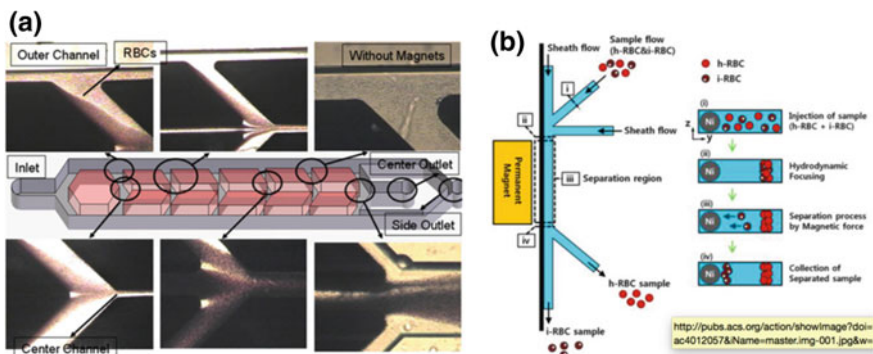 (a)
Outer Channel
RBCs
Without Magnets
Inlet
Center Outlet
Side Outlet
Center Channel
(b)
Sheath flow
Sample flow
(h-RBC&i-RBC)
h-RBC
i-RBC
i
ii
Sheath flow
Permanent
Magnet
iii
Separation region
iv
h-RBC sample
i-RBC sample
(i)
Ni
z
y
Injection of sample
(h-RBC + i-RBC)
(ii)
Ni
Hydrodynamic
Focusing
(iii)
Ni
Separation process
by Magnetic force
(iv)
Ni
Collection of
Separated sample
http://pubs.acs.org/action/showImage?doi=
ac4012057&iName=master.img-001.jpg&w=